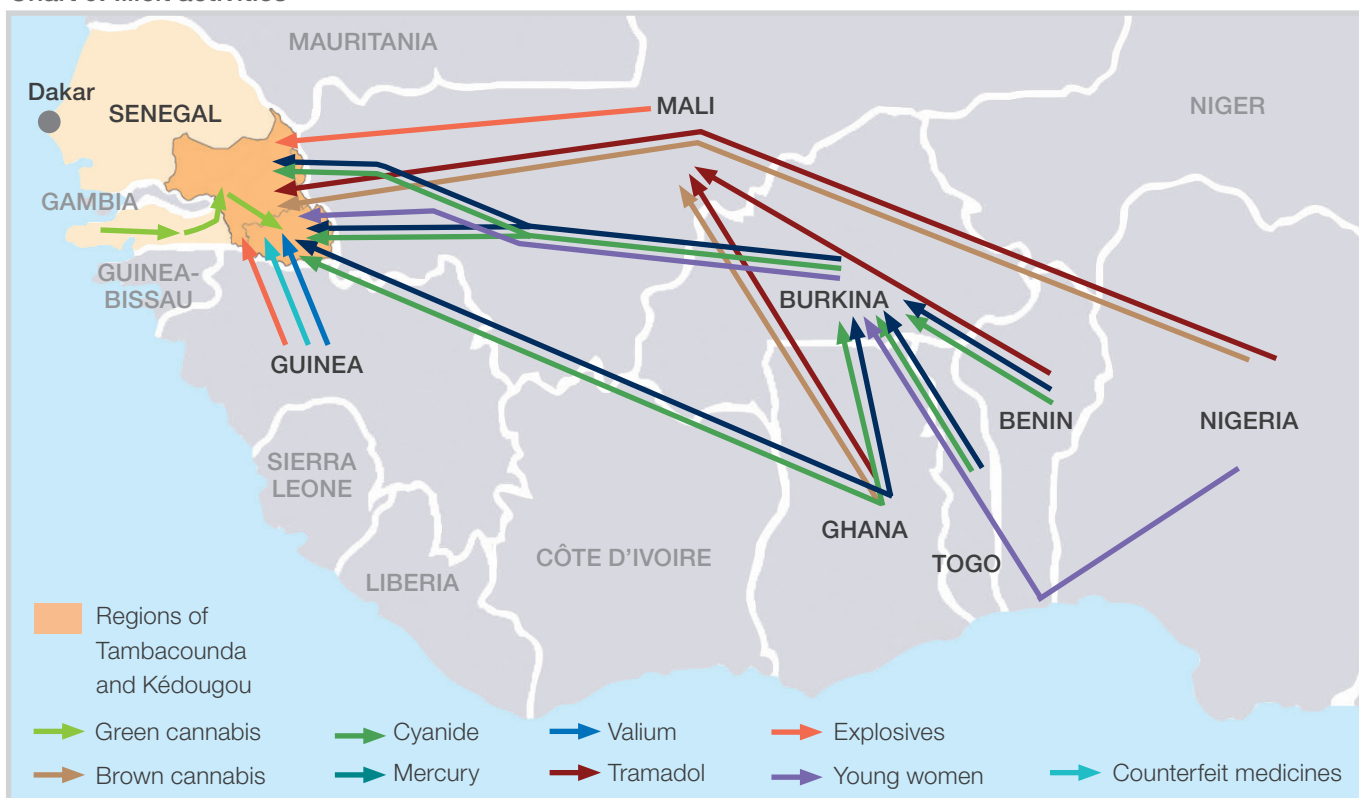 MAURITANIA
Dakar
SENEGAL
MALI
NIGER
GAMBIA
GUINEA-
BISSAU
BURKINA
GUINEA
BENIN
NIGERIA
SIERRA
LEONE
GHANA
CÔTE D'IVOIRE
TOGO
LIBERIA
Regions of
Tambacounda
and Kédougou
Green cannabis
Cyanide
Valium
Explosives
Brown cannabis
Mercury
Tramadol
Young women
Counterfeit medicines